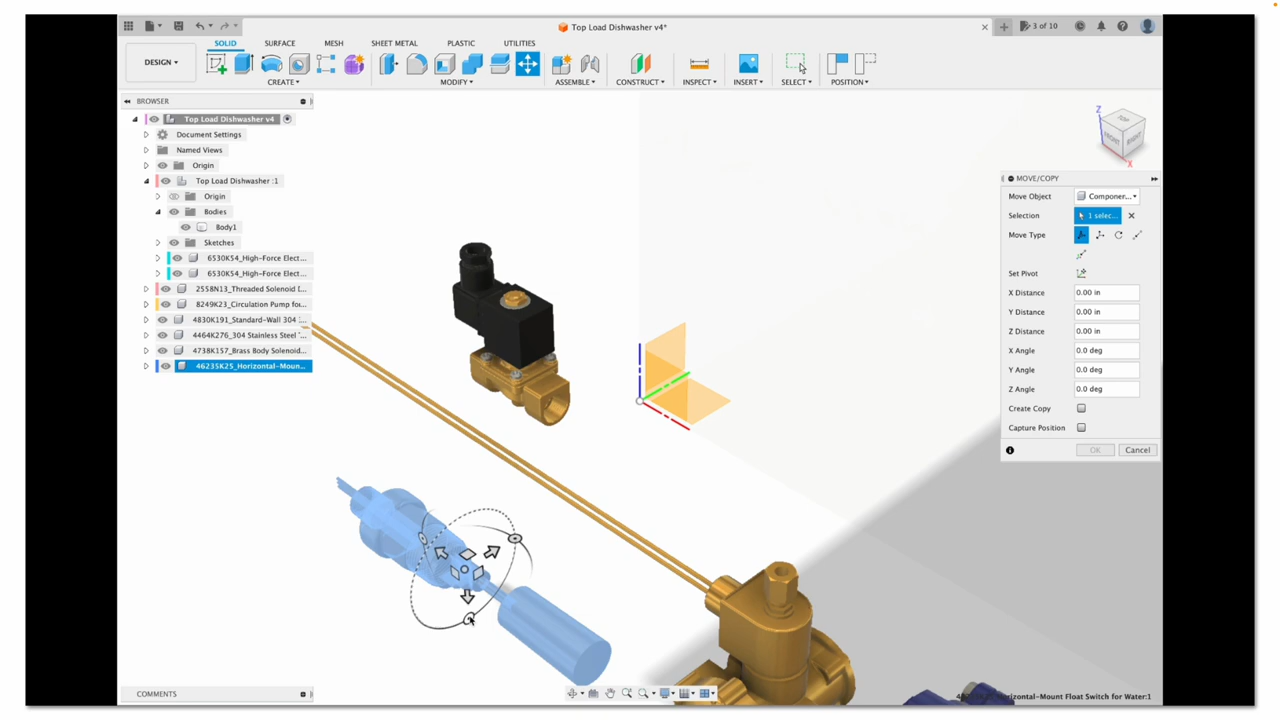 Top Load Dishwasher v4*
3 of 10
DESIGN
SOLID
SURFACE
MESH
SHEET METAL
PLASTIC
UTILITIES
CREATE
MODIFY
ASSEMBLE
CONSTRUCT
INSPECT
INSERT
SELECT
POSITION
BROWSER
Top Load Dishwasher v4
Document Settings
Named Views
Origin
Top Load Dishwasher :1
Origin
Bodies
Body1
Sketches
6530K54_High-Force Elect...
6530K54_High-Force Elect...
2558N13_Threaded Solenoid
8249K23_Circulation Pump fo...
4830K191_Standard-Wall 304
4464K276_304 Stainless Steel
4738K157_Brass Body Solenoid...
46235K25_Horizontal-Moun...
Z
TOP
FRONT
RIGHT
X
MOVE/COPY
Move Object
Componer...
Selection
1 selec...
Move Type
Set Pivot
X Distance
0.00 in
Y Distance
0.00 in
Z Distance
0.00 in
X Angle
0.0 deg
Y Angle
0.0 deg
Z Angle
0.0 deg
Create Copy
Capture Position
OK
Cancel
COMMENTS
rizontal-Mount Float Switch for Water:1